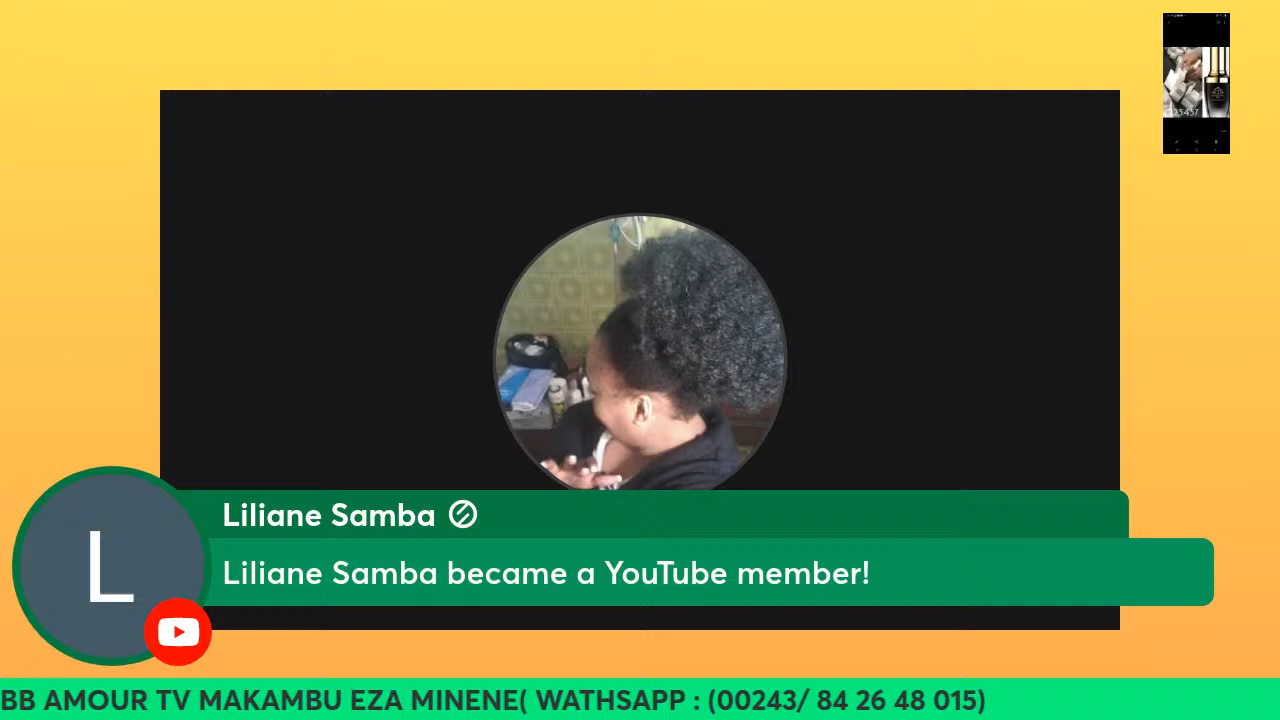 Liliane Samba
L
Liliane Samba became a YouTube member!
BB AMOUR TV MAKAMBU EZA MINENE( WATHSAPP : (00243/ 84 26 48 015)